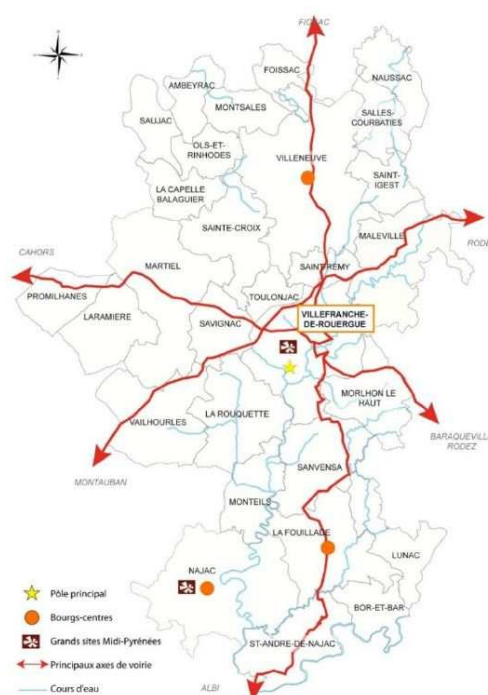 FIGEAC
FOISSAC
NAUSSAC
AMBEYRAC
MONTSALES
SALLES-
COURBATIES
SAUJAC
OLS-ET-
RINHODES
VILLENEUVE
SAINT-
IGEST
LA CAPELLE
BALAGUIER
SAINTE-CROIX
MALEVILLE
CAHORS
MARTIEL
SAINT REMY
RODEZ
PROMILHANES
TOULONJAC
LARAMIERE
SAVIGNAC
VILLEFRANCHE-
DE-ROUERGUE
MORLHON LE
HAUT
LA ROUQUETTE
VAILHOURLES
BARAQUEVILLE
RODEZ
SANVENSA
MONTAUBAN
MONTEILS
LA FOUILLADE
LUNAC
NAJAC
BOR-ET-BAR
ST-ANDRE-DE-NAJAC
ALBI
Pôle principal
Bourgs-centres
Grands sites Midi-Pyrénées
Principaux axes de voirie
Cours d'eau